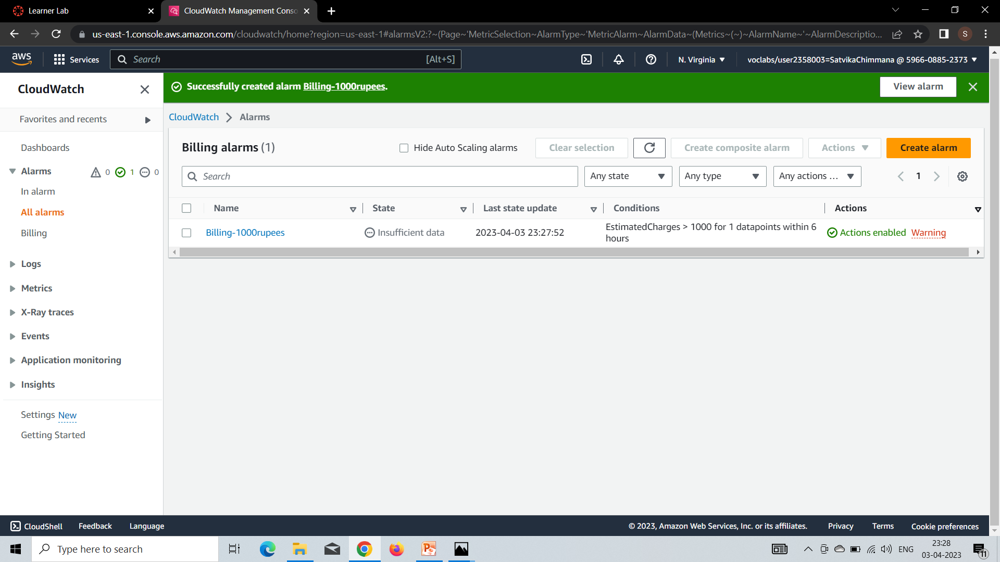 Learner Lab
CloudWatch Management Conso
us-east-1.console.aws.amazon.com/cloudwatch/home?region=us-east-1#alarmsV2:?~(Page~'MetricSelection~AlarmType~'MetricAlarm~AlarmData~(Metrics~(~)~AlarmName~'~AlarmDescriptio...
S
aws
Services
Search
[Alt+S]
N. Virginia
voclabs/user2358003=SatvikaChimmana @ 5966-0885-2373
CloudWatch
Favorites and recents
Dashboards
Alarms
0
1
0
In alarm
All alarms
Billing
Logs
Metrics
X-Ray traces
Events
Application monitoring
Insights
Settings New
Getting Started
Successfully created alarm Billing-1000rupees.
View alarm
CloudWatch
Alarms
Billing alarms (1)
Hide Auto Scaling alarms
Clear selection
Create composite alarm
Actions
Create alarm
Search
Any state
Any type
Any actions ...
1
Name
State
Last state update
Conditions
Actions
Billing-1000rupees
Insufficient data
2023-04-03 23:27:52
EstimatedCharges > 1000 for 1 datapoints within 6
hours
Actions enabled
Warning
CloudShell
Feedback
Language
© 2023, Amazon Web Services, Inc. or its affiliates.
Privacy
Terms
Cookie preferences
Type here to search
ENG
23:28
03-04-2023
11